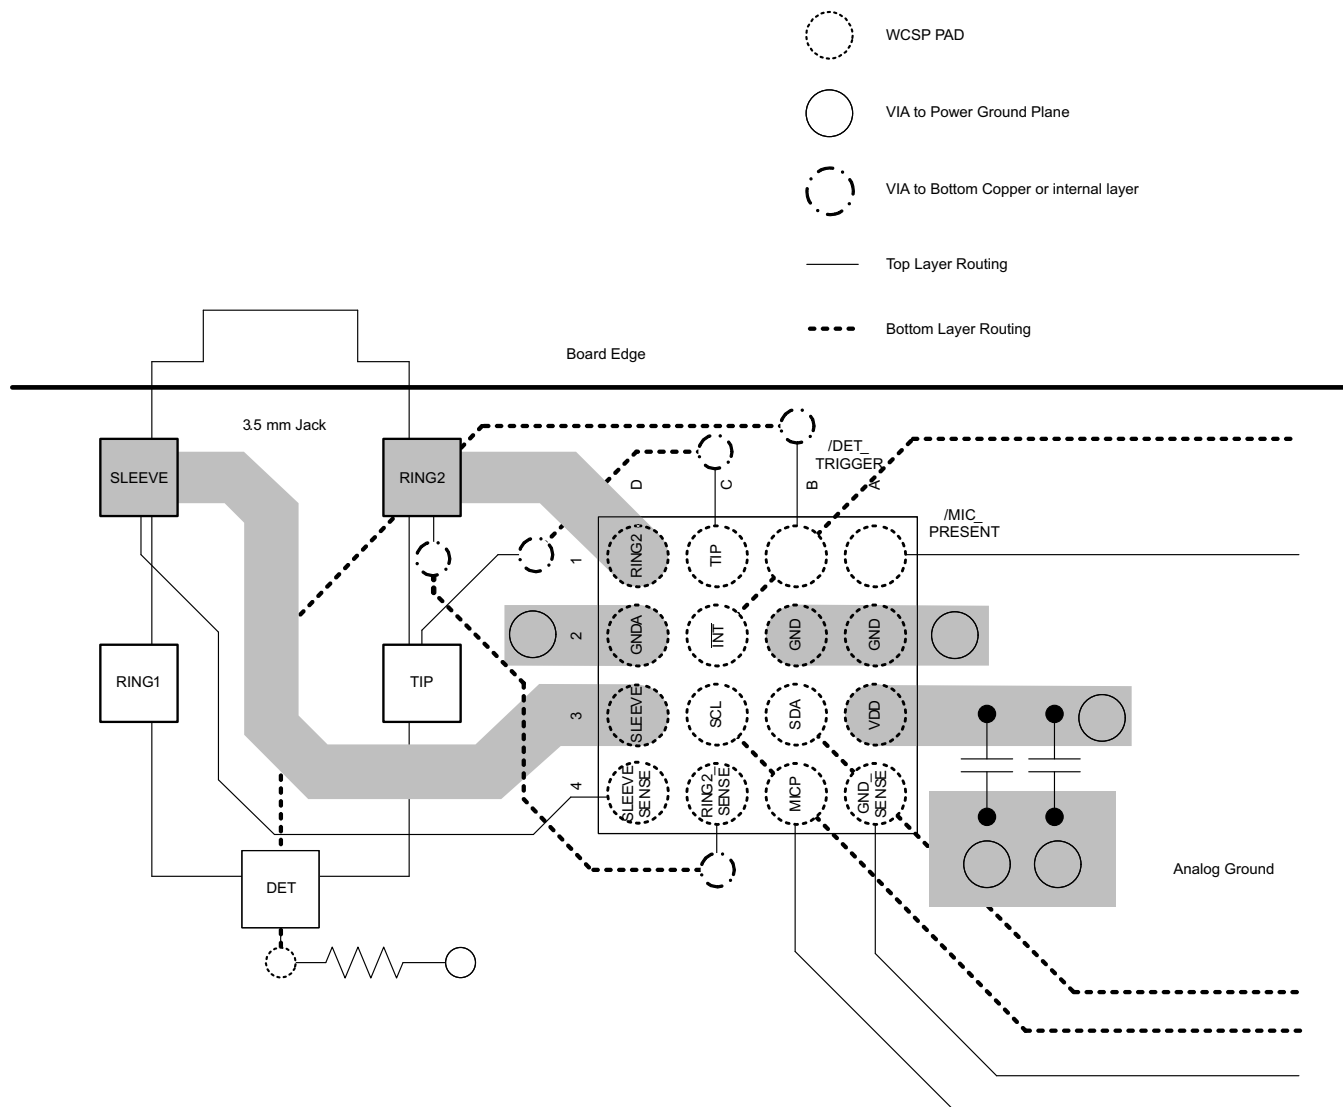 WCSP PAD
VIA to Power Ground Plane
VIA to Bottom Copper or internal layer
Top Layer Routing
Bottom Layer Routing
Board Edge
3.5 mm Jack
/DET_
TRIGGER
SLEEVE
RING2
D
C
B
A
/MIC_
PRESENT
1
RING2
TIP
2
GNDA
INT
GND
GND
RING1
TIP
3
SLEEVE
SCL
SDA
VDD
4
SLEEVE
SENSE
RING2_
SENSE
MICP
GND_
SENSE
DET
Analog Ground